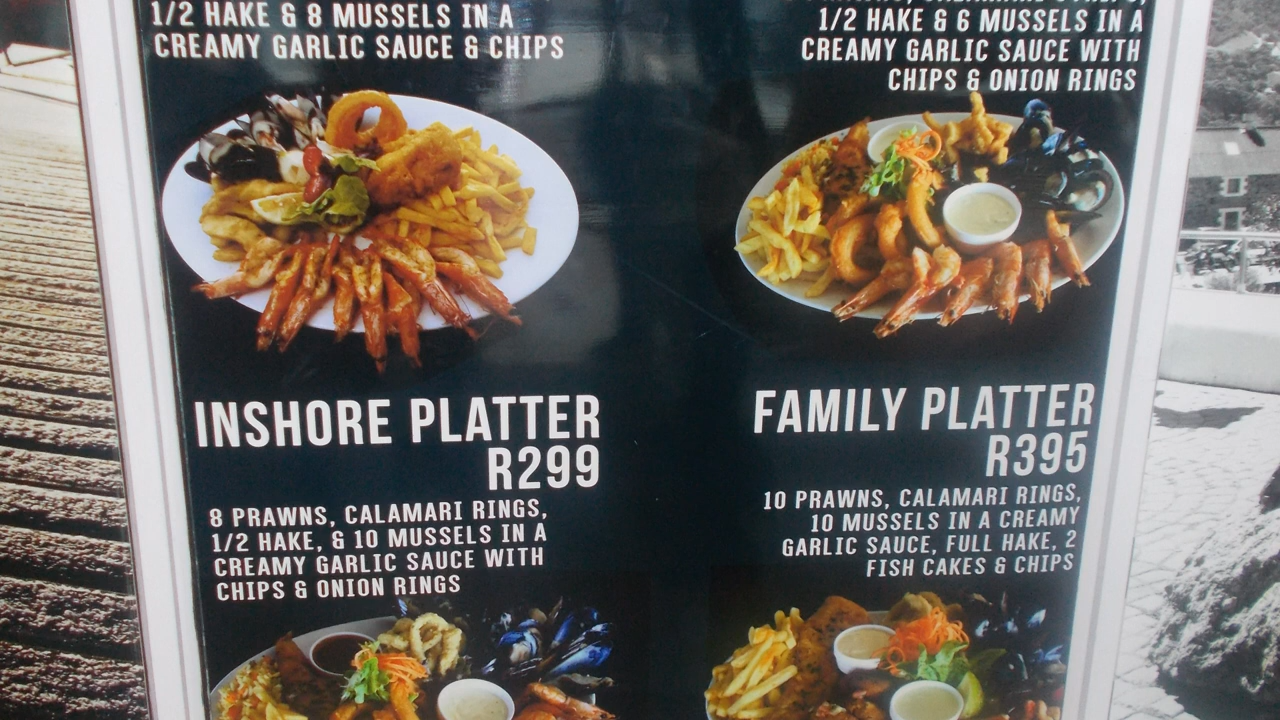 1/2 HAKE & 8 MUSSELS IN A
CREAMY GARLIC SAUCE & CHIPS
1/2 HAKE & 6 MUSSELS IN A
CREAMY GARLIC SAUCE WITH
CHIPS & ONION RINGS
INSHORE PLATTER
R299
8 PRAWNS, CALAMARI RINGS,
1/2 HAKE, & 10 MUSSELS IN A
CREAMY GARLIC SAUCE WITH
CHIPS & ONION RINGS
FAMILY PLATTER
R395
10 PRAWNS, CALAMARI RINGS,
10 MUSSELS IN A CREAMY
GARLIC SAUCE, FULL HAKE, 2
FISH CAKES & CHIPS